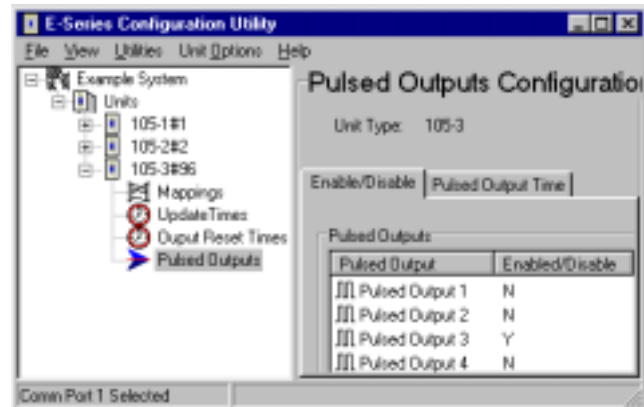 E-Series Configuration Utility
File View Utilities Unit Options Help
Example System
Units
105-1#1
105-2#2
105-3#96
Mappings
UpdateTimes
Ouput Reset Times
Pulsed Outputs
Pulsed Outputs Configuratio
Unit Type: 105-3
Enable/Disable Pulsed Output Time
Pulsed Outputs
Pulsed Output Enabled/Disable
Pulsed Output 1 N
Pulsed Output 2 N
Pulsed Output 3 Y
Pulsed Output 4 N
Comm Port 1 Selected